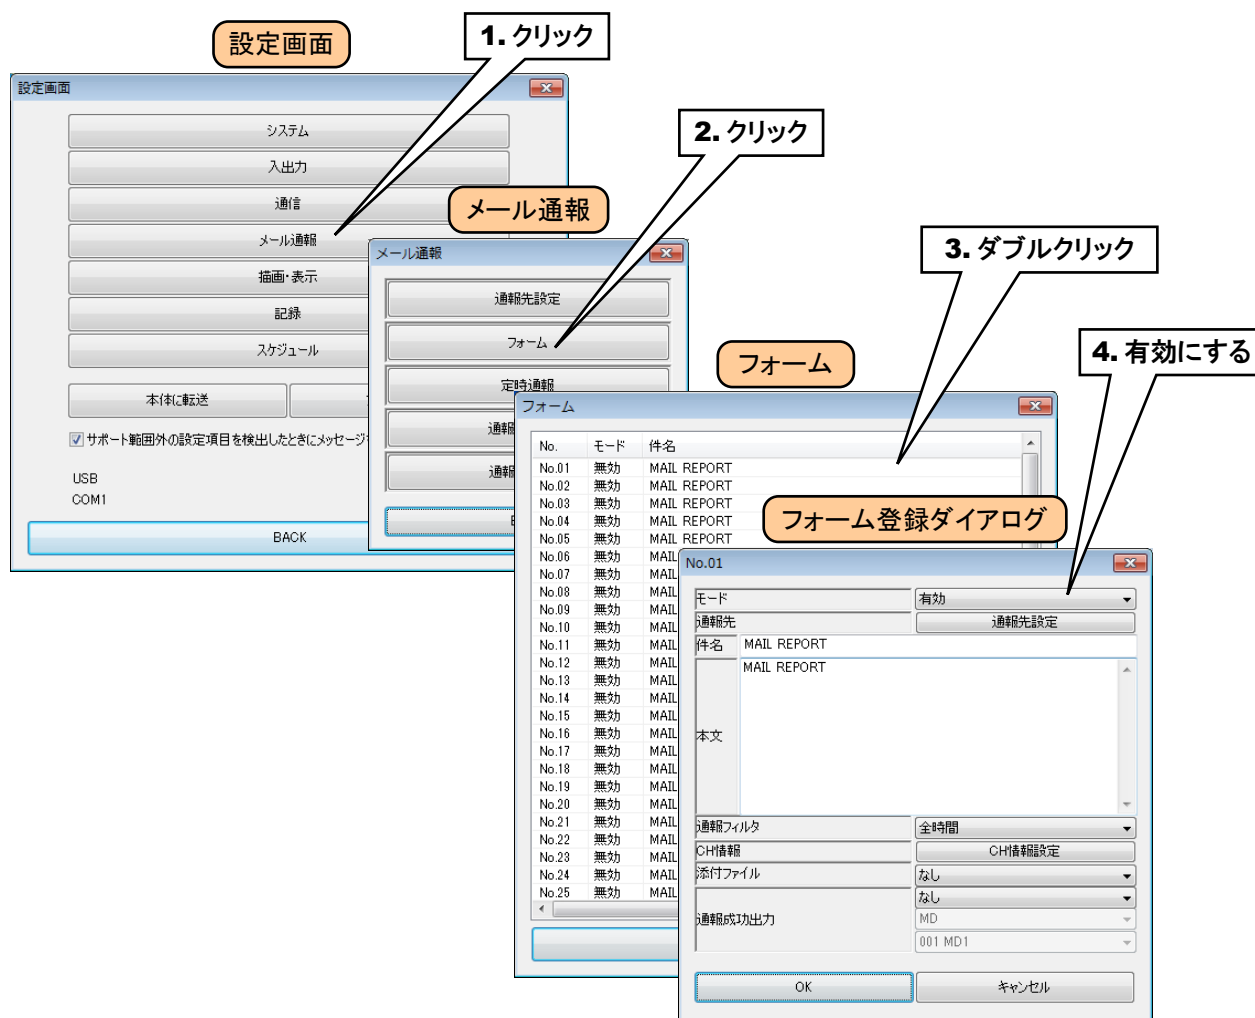 設定画面
1. クリック
設定画面
システム
入出力
通信
メール通報
描画・表示
記録
スケジュール
本体に転送
サポート範囲外の設定項目を検出したときにメッセージ
USB
COM1
BACK
2. クリック
メール通報
メール通報
通報先設定
フォーム
定時通報
通報
通報
3. ダブルクリック
フォーム
フォーム
No. モード 件名
No.01 無効 MAIL REPORT
No.02 無効 MAIL REPORT
No.03 無効 MAIL REPORT
No.04 無効 MAIL REPORT
No.05 無効 MAIL REPORT
No.06 無効 MAIL
No.07 無効 MAIL
No.08 無効 MAIL
No.09 無効 MAIL
No.10 無効 MAIL
No.11 無効 MAIL
No.12 無効 MAIL
No.13 無効 MAIL
No.14 無効 MAIL
No.15 無効 MAIL
No.16 無効 MAIL
No.17 無効 MAIL
No.18 無効 MAIL
No.19 無効 MAIL
No.20 無効 MAIL
No.21 無効 MAIL
No.22 無効 MAIL
No.23 無効 MAIL
No.24 無効 MAIL
No.25 無効 MAIL
4. 有効にする
フォーム登録ダイアログ
No.01
モード 有効
通報先 通報先設定
件名 MAIL REPORT
本文 MAIL REPORT
通報フィルタ 全時間
CH情報 CH情報設定
添付ファイル なし
通報成功出力 なし
MD
001 MD1
OK キャンセル